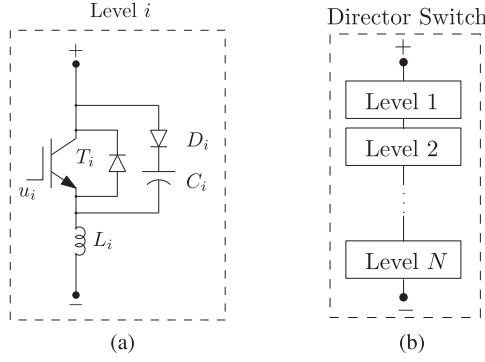 Level i
+
T_i
D_i
C_i
u_i
L_i
−
(a)
Director Switch
+
Level 1
Level 2
Level N
−
(b)